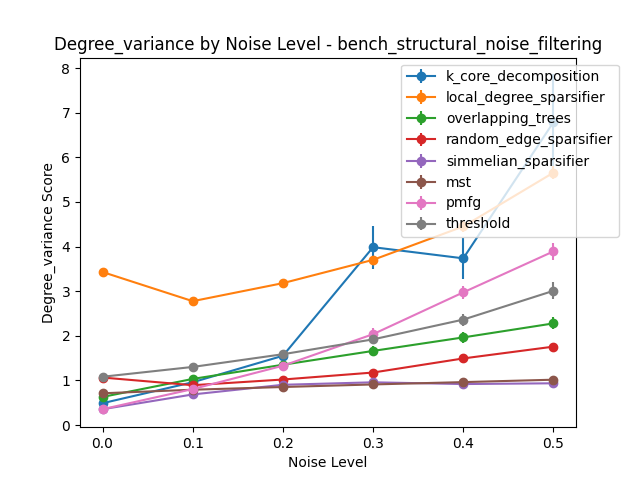 Degree_variance by Noise Level - bench_structural_noise_filtering
Degree_variance Score
8
7
6
5
4
3
2
1
0
k_core_decomposition
local_degree_sparsifier
overlapping_trees
random_edge_sparsifier
simmelian_sparsifier
mst
pmfg
threshold
0.0 0.1 0.2 0.3 0.4 0.5
Noise Level